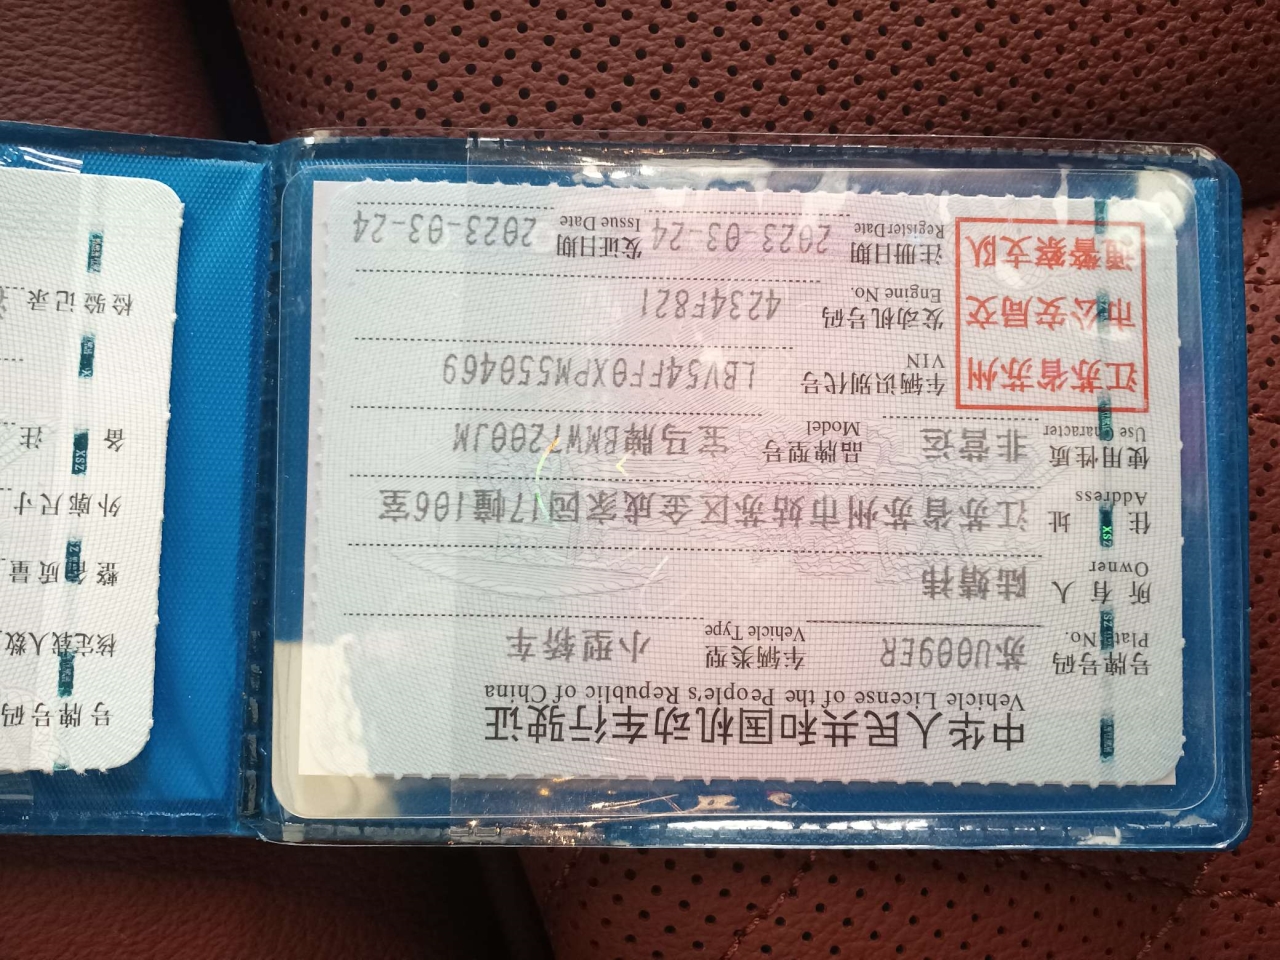 中华人民共和国机动车行驶证
Vehicle License of the People's Republic of China
号牌号码 苏U009ER 车辆类型 小型轿车
Plate No. Vehicle Type
所有人 陆婧祎
Owner
住址 江苏省苏州市姑苏区金成家园17幢106室
Address
使用性质 非营运 品牌型号 宝马牌BMW7200JM
Use Character Model
江苏省苏州
市公安局交
通警察支队
车辆识别代号 LBV54FF0XPM550469
VIN
发动机号码 4234F821
Engine No.
注册日期 2023-03-24 发证日期 2023-03-24
Register Date Issue Date
号牌号码
核定载人数
整备质量
外廓尺寸
备 注
检验记录